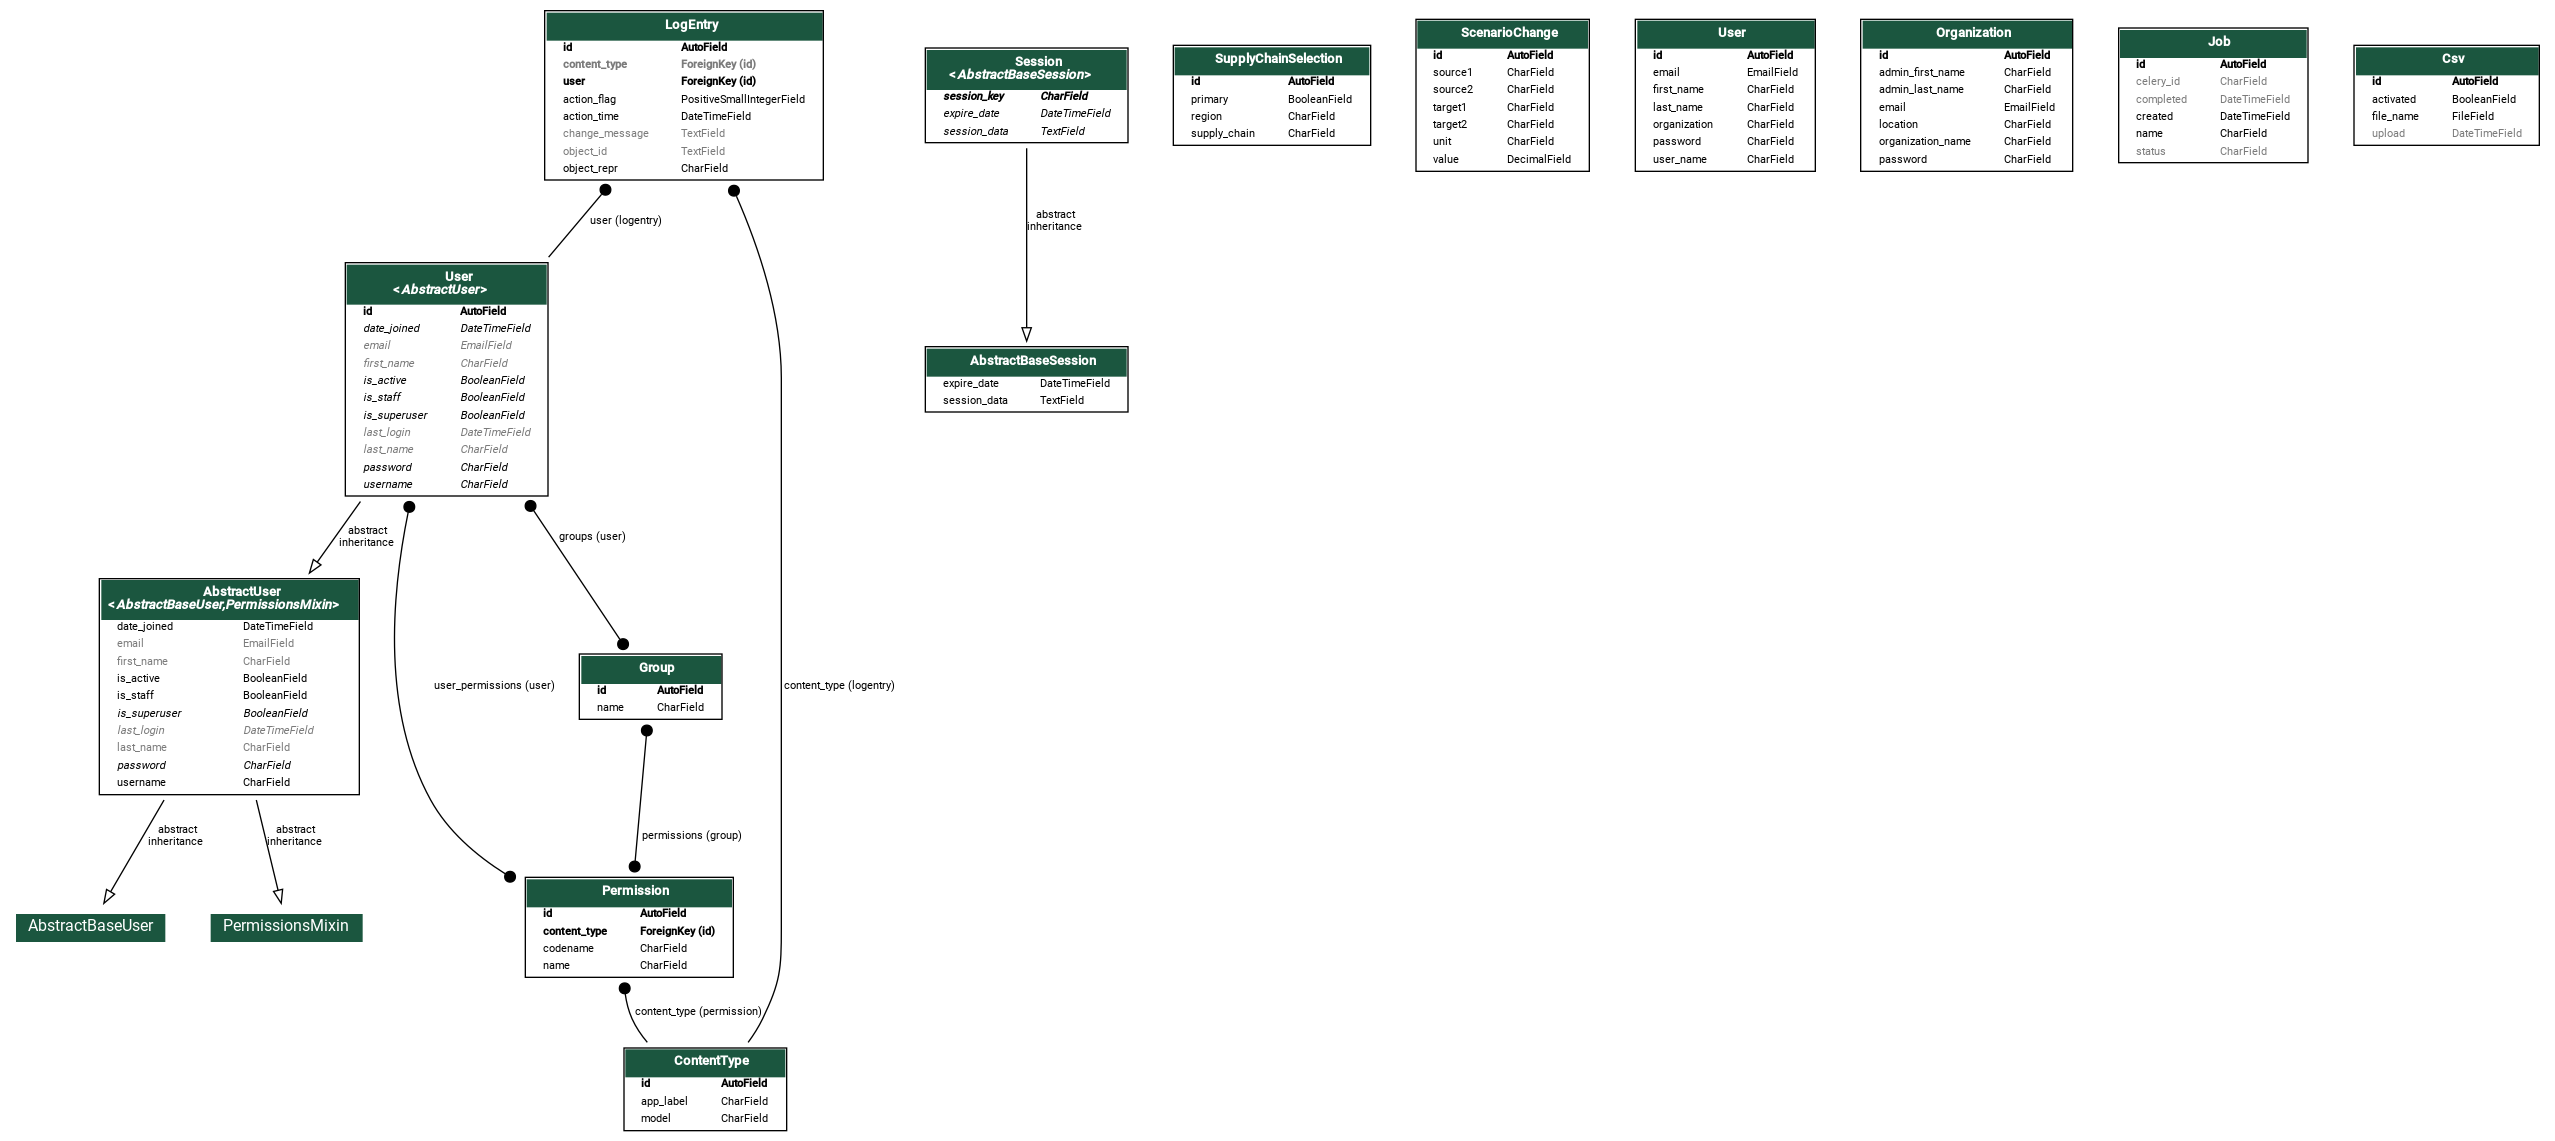 LogEntry
id AutoField
content_type ForeignKey (id)
user ForeignKey (id)
action_flag PositiveSmallIntegerField
action_time DateTimeField
change_message TextField
object_id TextField
object_repr CharField
Session
<AbstractBaseSession>
session_key CharField
expire_date DateTimeField
session_data TextField
SupplyChainSelection
id AutoField
primary BooleanField
region CharField
supply_chain CharField
ScenarioChange
id AutoField
source1 CharField
source2 CharField
target1 CharField
target2 CharField
unit CharField
value DecimalField
User
id AutoField
email EmailField
first_name CharField
last_name CharField
organization CharField
password CharField
user_name CharField
Organization
id AutoField
admin_first_name CharField
admin_last_name CharField
email EmailField
location CharField
organization_name CharField
password CharField
Job
id AutoField
celery_id CharField
completed DateTimeField
created DateTimeField
name CharField
status CharField
Csv
id AutoField
activated BooleanField
file_name FileField
upload DateTimeField
user (logentry)
abstract
inheritance
User
<AbstractUser>
id AutoField
date_joined DateTimeField
email EmailField
first_name CharField
is_active BooleanField
is_staff BooleanField
is_superuser BooleanField
last_login DateTimeField
last_name CharField
password CharField
username CharField
AbstractBaseSession
expire_date DateTimeField
session_data TextField
abstract
inheritance
groups (user)
AbstractUser
<AbstractBaseUser,PermissionsMixin>
date_joined DateTimeField
email EmailField
first_name CharField
is_active BooleanField
is_staff BooleanField
is_superuser BooleanField
last_login DateTimeField
last_name CharField
password CharField
username CharField
user_permissions (user)
Group
id AutoField
name CharField
content_type (logentry)
abstract
inheritance
abstract
inheritance
permissions (group)
AbstractBaseUser
PermissionsMixin
Permission
id AutoField
content_type ForeignKey (id)
codename CharField
name CharField
content_type (permission)
ContentType
id AutoField
app_label CharField
model CharField